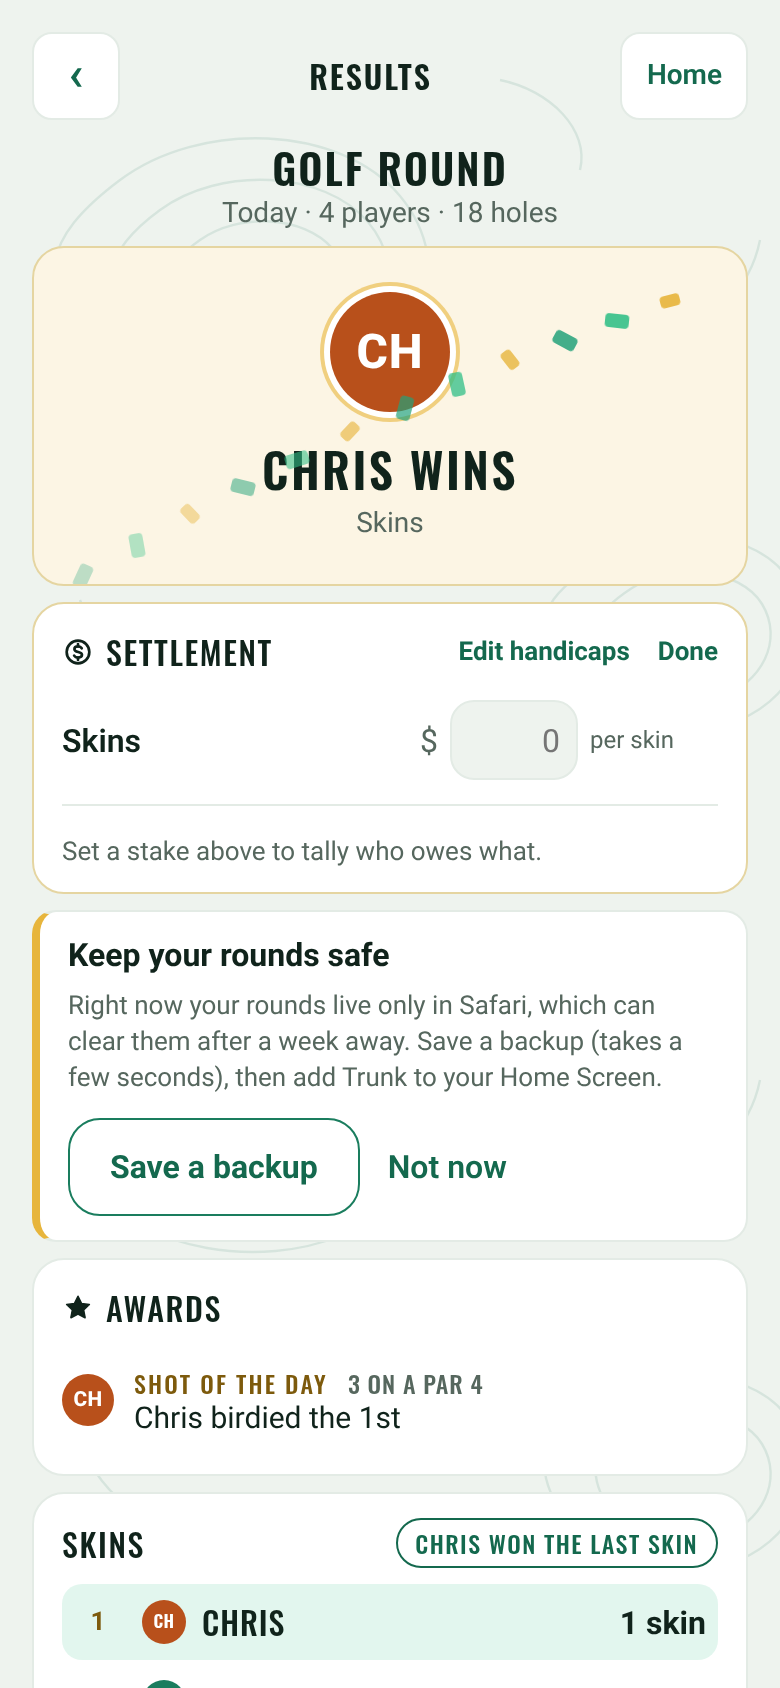 ‹
RESULTS
Home
GOLF ROUND
Today · 4 players · 18 holes
CH
CHRIS WINS
Skins
SETTLEMENT
Edit handicaps
Done
Skins
$
0
per skin
Set a stake above to tally who owes what.
Keep your rounds safe
Right now your rounds live only in Safari, which can
clear them after a week away. Save a backup (takes a
few seconds), then add Trunk to your Home Screen.
Save a backup
Not now
AWARDS
CH
SHOT OF THE DAY 3 ON A PAR 4
Chris birdied the 1st
SKINS
CHRIS WON THE LAST SKIN
1
CH
CHRIS
1 skin